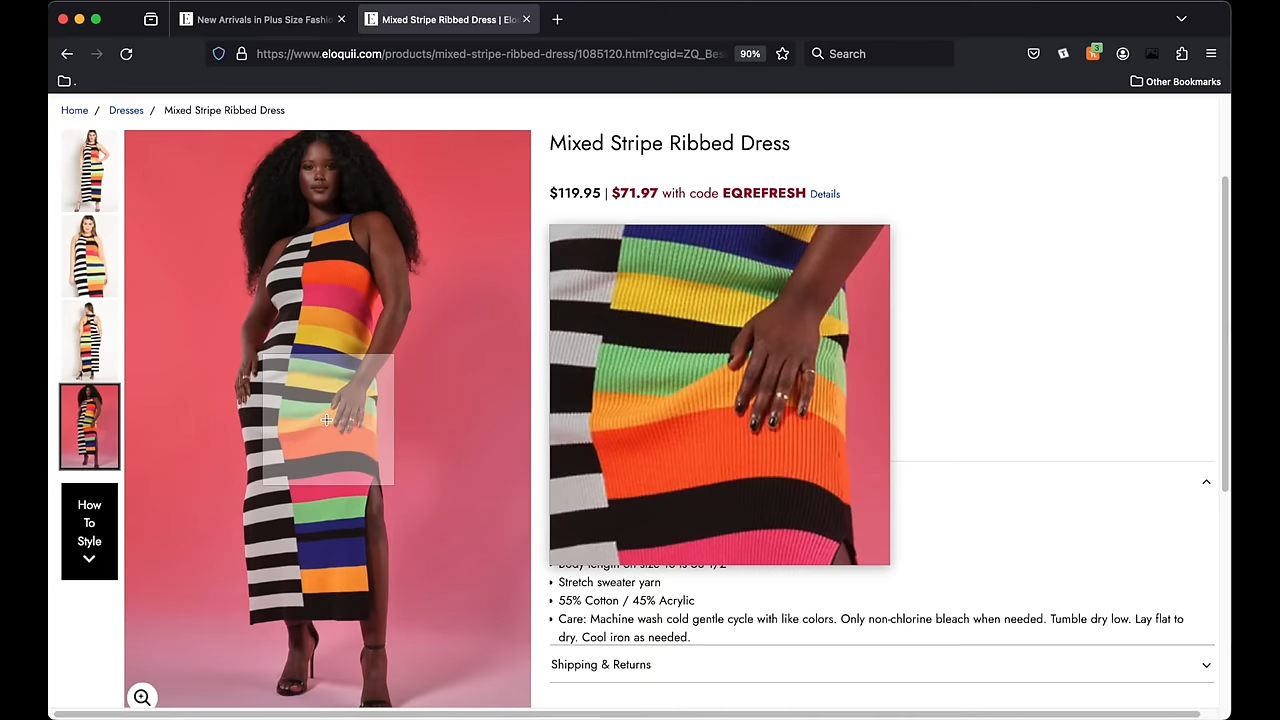 New Arrivals in Plus Size Fashio
Mixed Stripe Ribbed Dress | Elo
https://www.eloquii.com/products/mixed-stripe-ribbed-dress/1085120.html?cgid=ZQ_Bes
90%
Search
3
.
Other Bookmarks
Home / Dresses / Mixed Stripe Ribbed Dress
Mixed Stripe Ribbed Dress
$119.95 | $71.97 with code EQREFRESH Details
How
To
Style
Stretch sweater yarn
55% Cotton / 45% Acrylic
Care: Machine wash cold gentle cycle with like colors. Only non-chlorine bleach when needed. Tumble dry low. Lay flat to
dry. Cool iron as needed.
Shipping & Returns